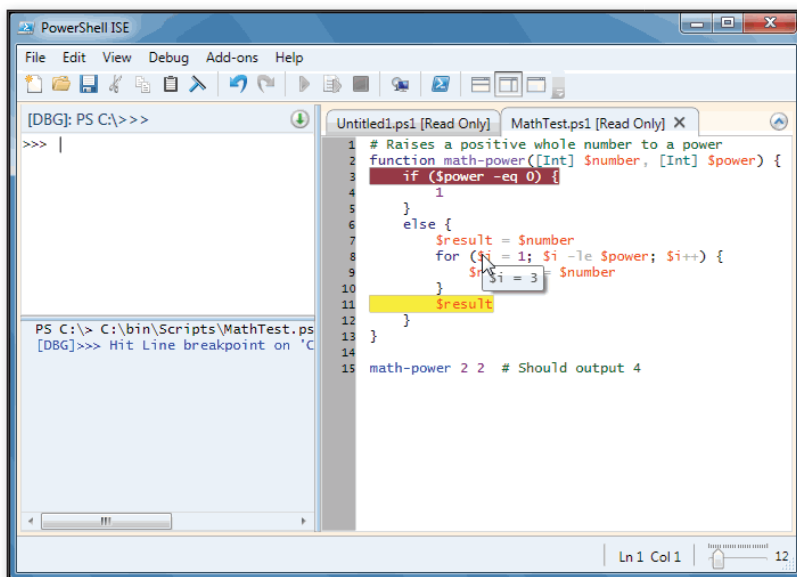 PowerShell ISE
File Edit View Debug Add-ons Help
[DBG]: PS C:\>>>
>>>
PS C:\> C:\bin\Scripts\MathTest.ps
[DBG]>>> Hit Line breakpoint on 'C
Untitled1.ps1 [Read Only] MathTest.ps1 [Read Only]
1 # Raises a positive whole number to a power
2 function math-power([Int] $number, [Int] $power) {
3 if ($power -eq 0) {
4 1
5 }
6 else {
7 $result = $number
8 for ($i = 1; $i -le $power; $i++) {
9 = $number
$i = 3
10 }
11 $result
12 }
13 }
14
15 math-power 2 2 # Should output 4
Ln 1 Col 1 12